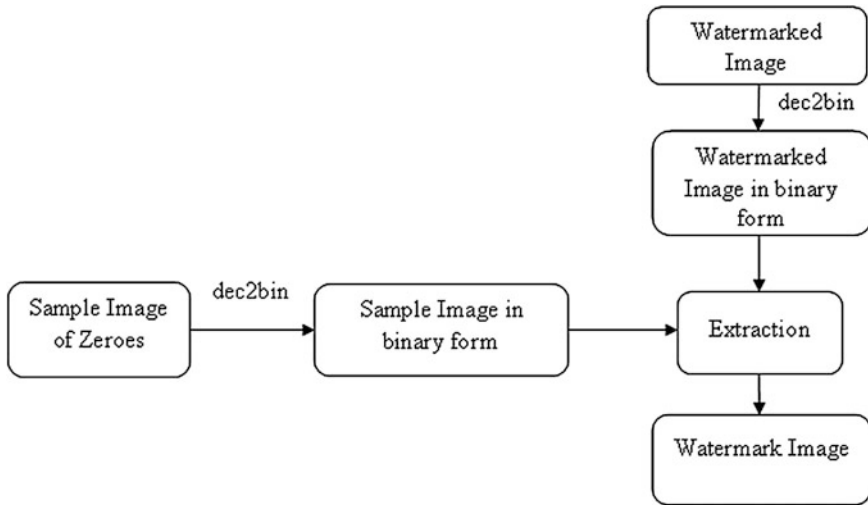 Watermarked
Image
dec2bin
Watermarked
Image in binary
form
dec2bin
Sample Image
of Zeroes
Sample Image in
binary form
Extraction
Watermark Image